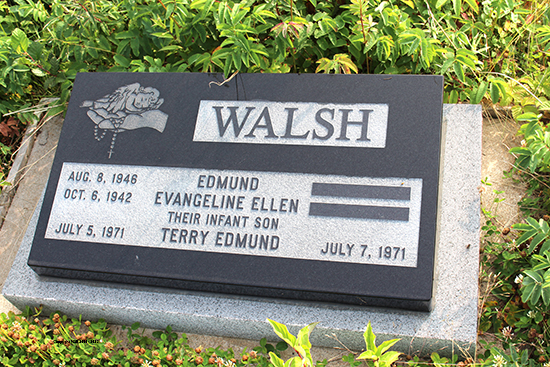 WALSH
AUG. 8, 1946 EDMUND
OCT. 6, 1942 EVANGELINE ELLEN
THEIR INFANT SON
JULY 5, 1971 TERRY EDMUND JULY 7, 1971